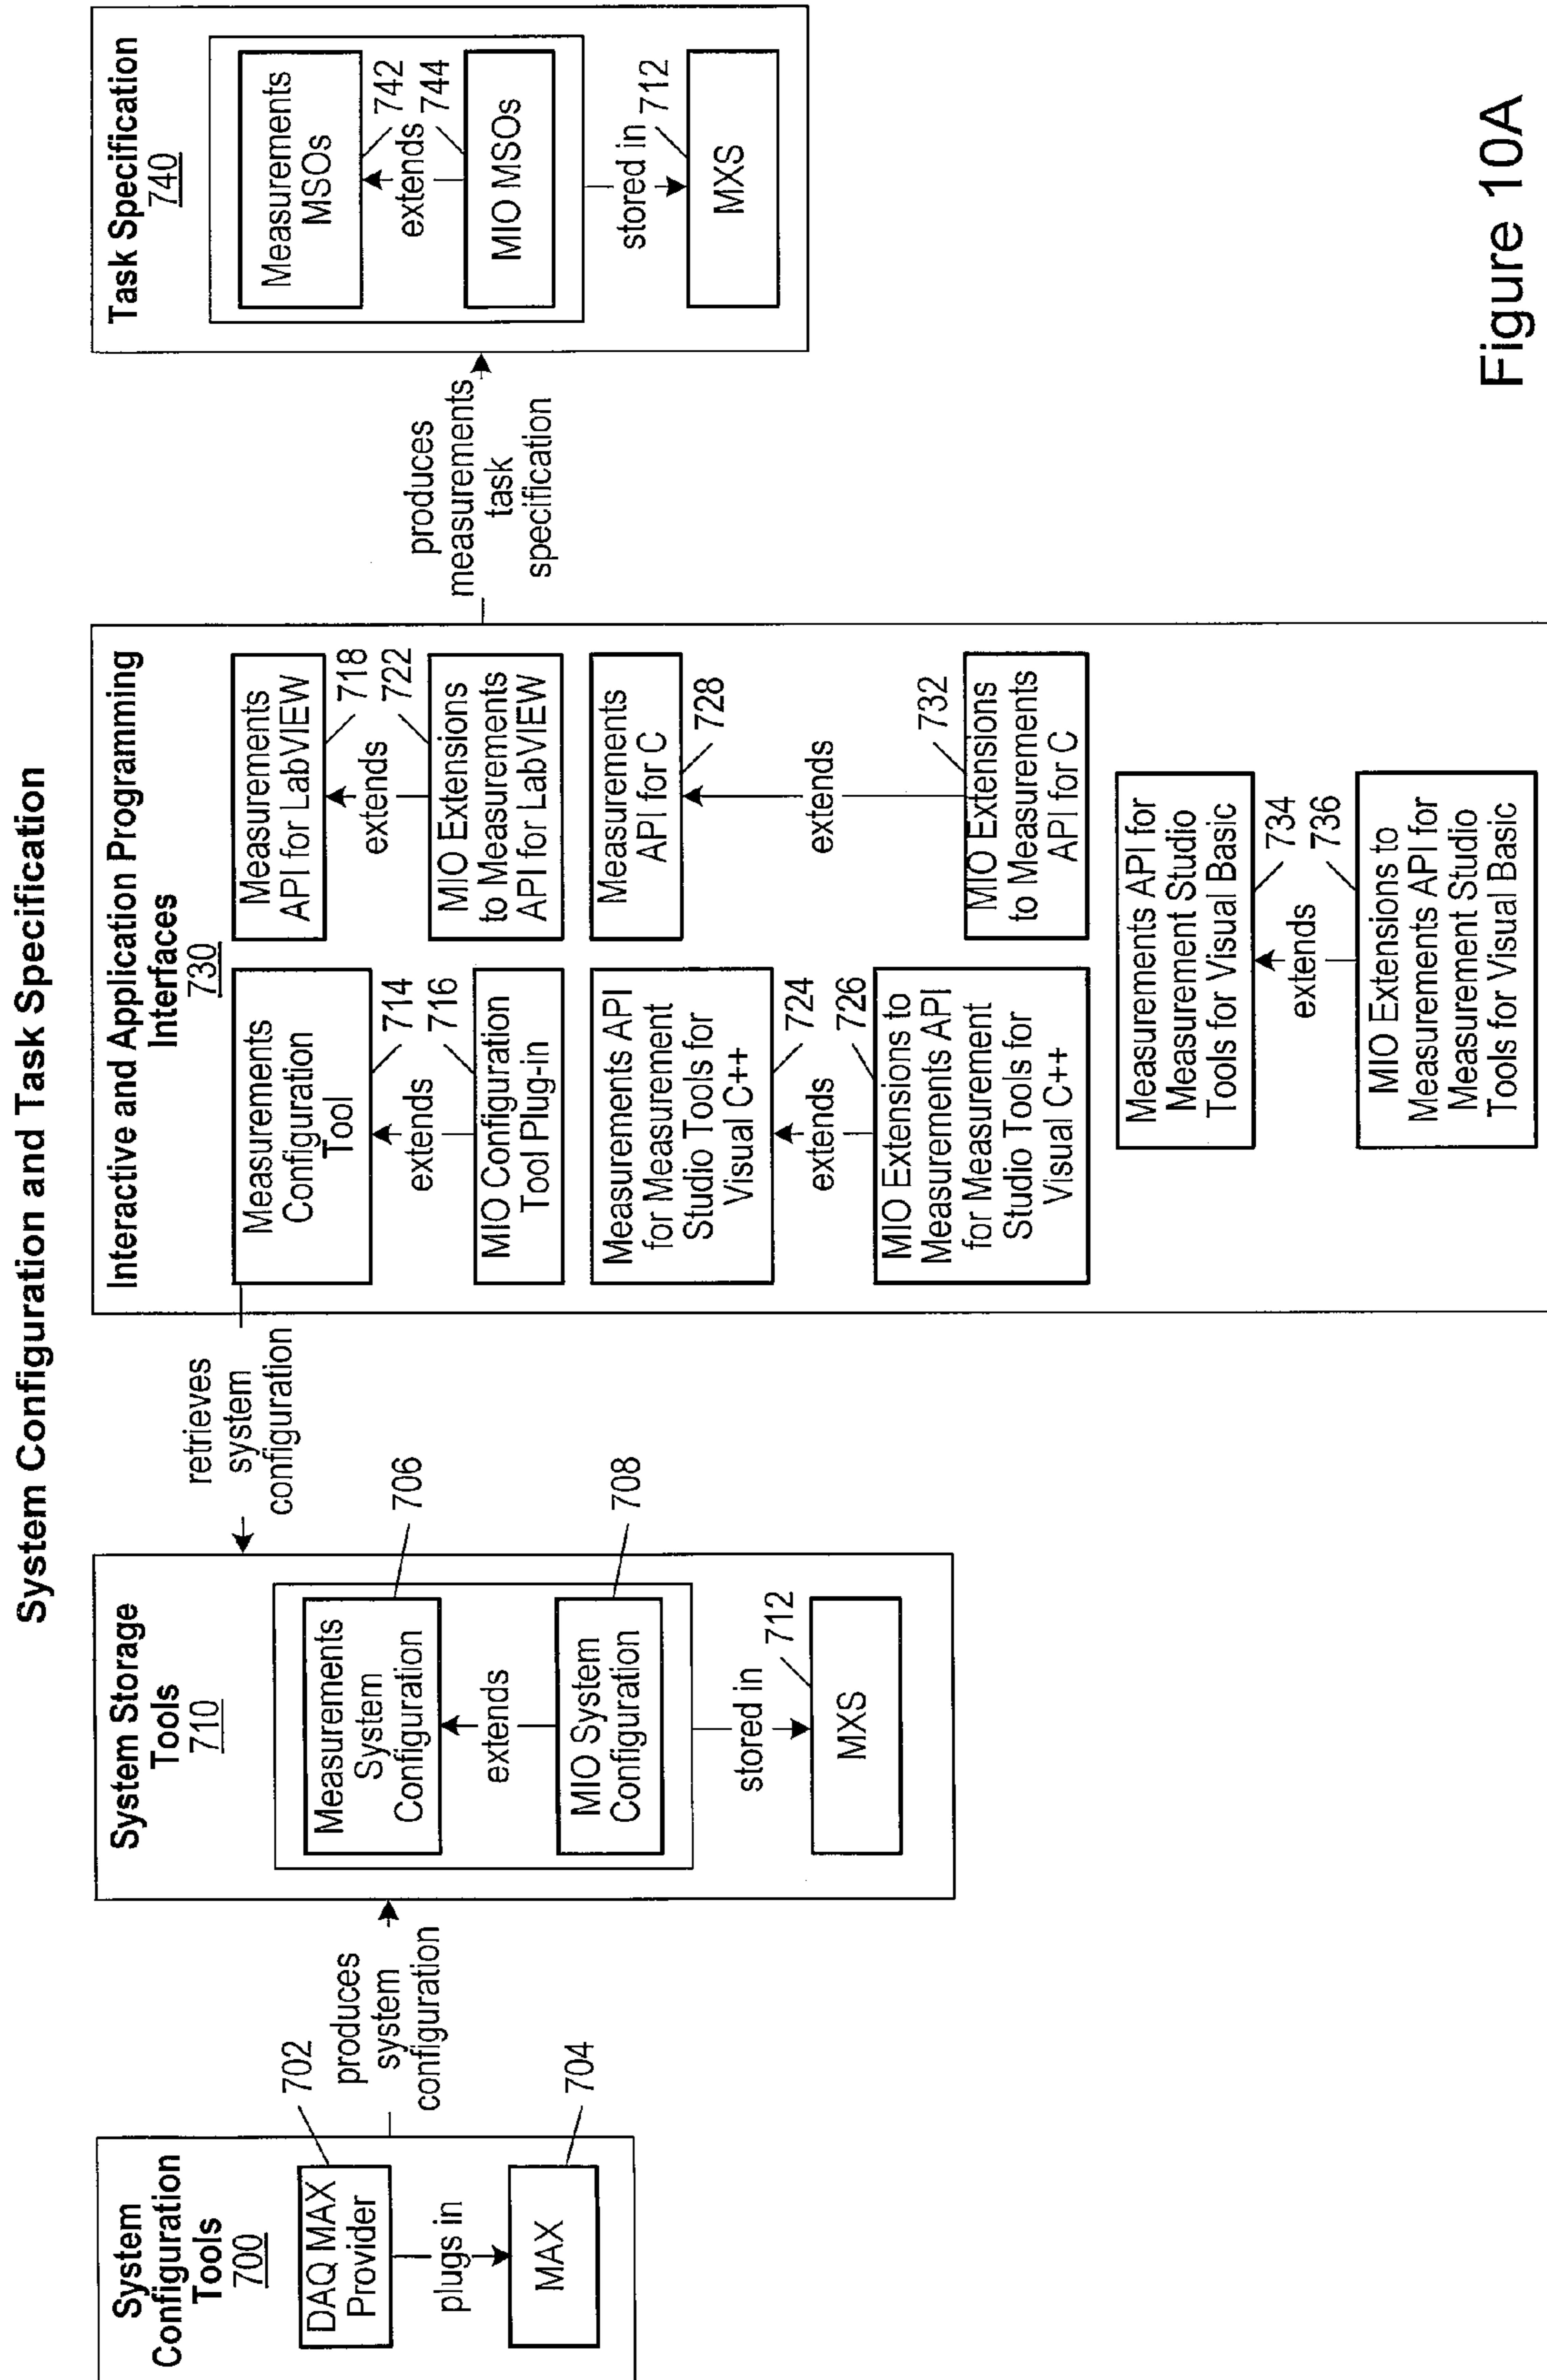 System Configuration and Task Specification
System
Configuration
Tools
700
DAQ MAX
Provider
702
plugs in
MAX
704
produces
system
configuration
System Storage
Tools
710
Measurements
System
Configuration
706
extends
MIO System
Configuration
708
stored in
712
MXS
retrieves
system
configuration
Interactive and Application Programming
Interfaces
730
Measurements
Configuration
Tool
714
extends
716
MIO Configuration
Tool Plug-in
Measurements
API for LabVIEW
718
extends
722
MIO Extensions
to Measurements
API for LabVIEW
Measurements API
for Measurement
Studio Tools for
Visual C++
724
extends
726
MIO Extensions to
Measurements API
for Measurement
Studio Tools for
Visual C++
Measurements
API for C
728
extends
732
MIO Extensions
to Measurements
API for C
Measurements API for
Measurement Studio
Tools for Visual Basic
734
extends
736
MIO Extensions to
Measurements API for
Measurement Studio
Tools for Visual Basic
produces
measurements
task
specification
Task Specification
740
Measurements
MSOs
742
extends
744
MIO MSOs
stored in
712
MXS
Figure 10A